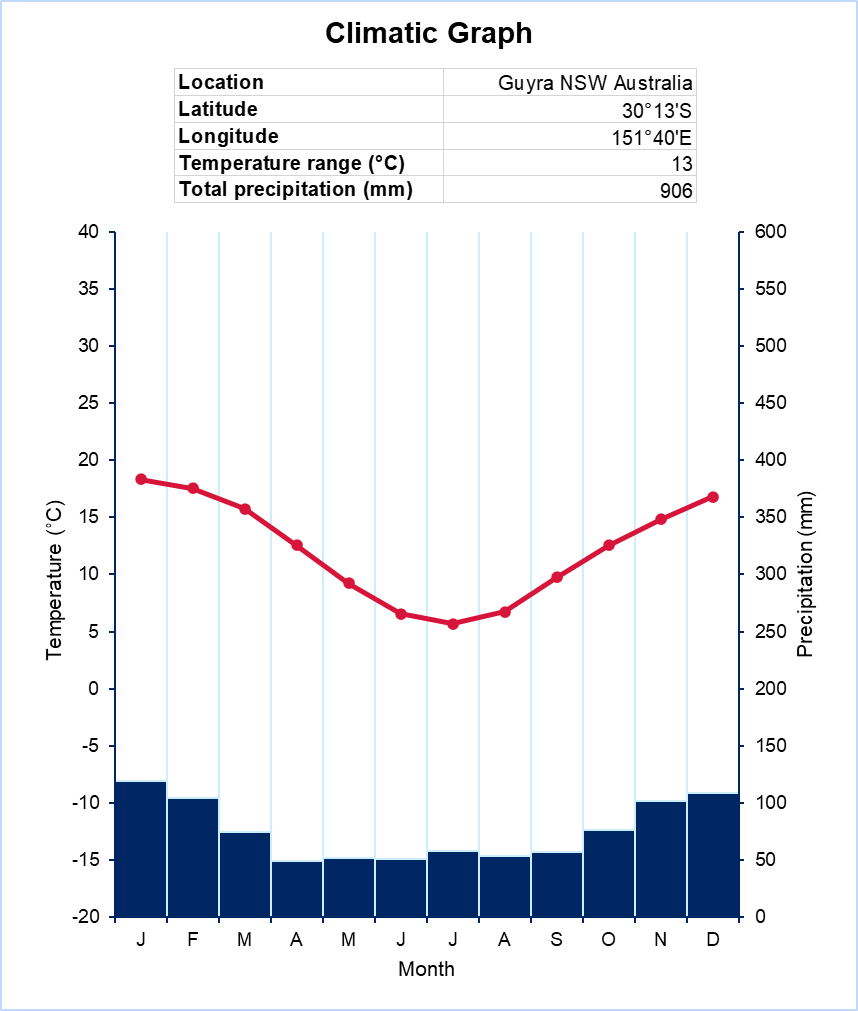 Climatic Graph
Location Guyra NSW Australia
Latitude 30°13'S
Longitude 151°40'E
Temperature range (°C) 13
Total precipitation (mm) 906
40 600
35 550
30 500
25 450
20 400
15 350
10 300
5 250
0 200
-5 150
-10 100
-15 50
-20 0
Temperature (°C)
Precipitation (mm)
J F M A M J J A S O N D
Month